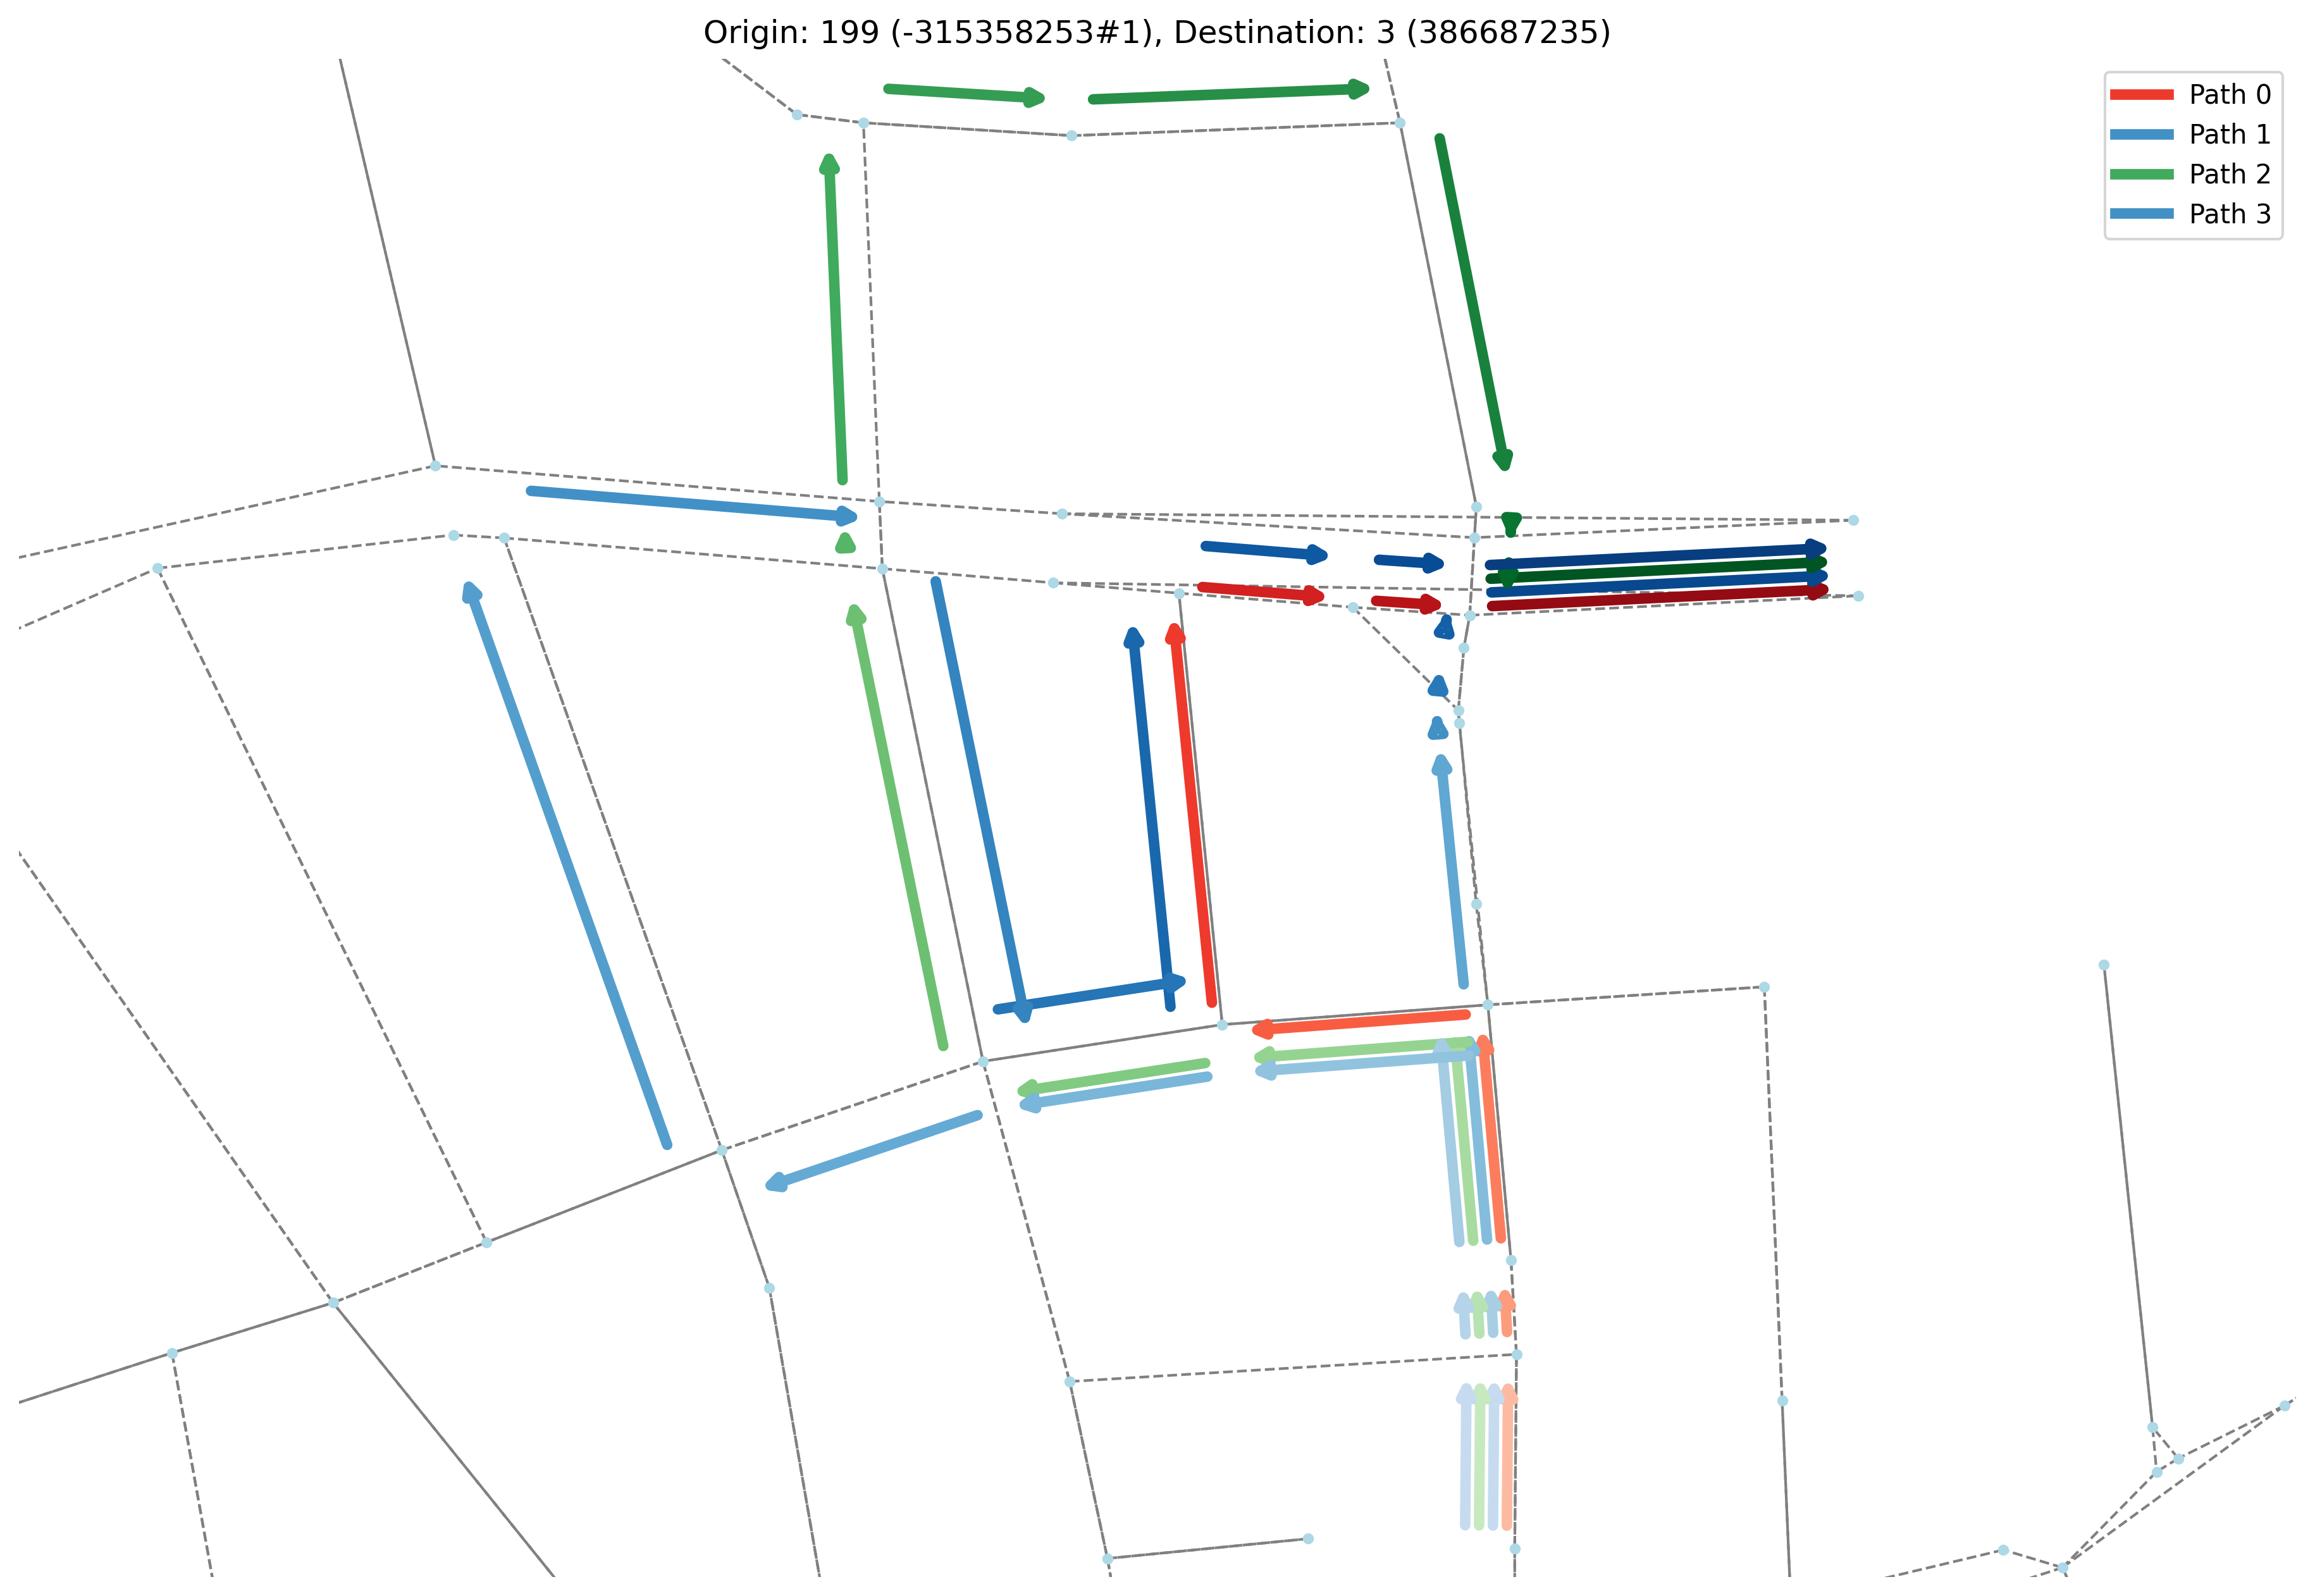 Origin: 199 (-315358253#1), Destination: 3 (386687235)
Path 0
Path 1
Path 2
Path 3